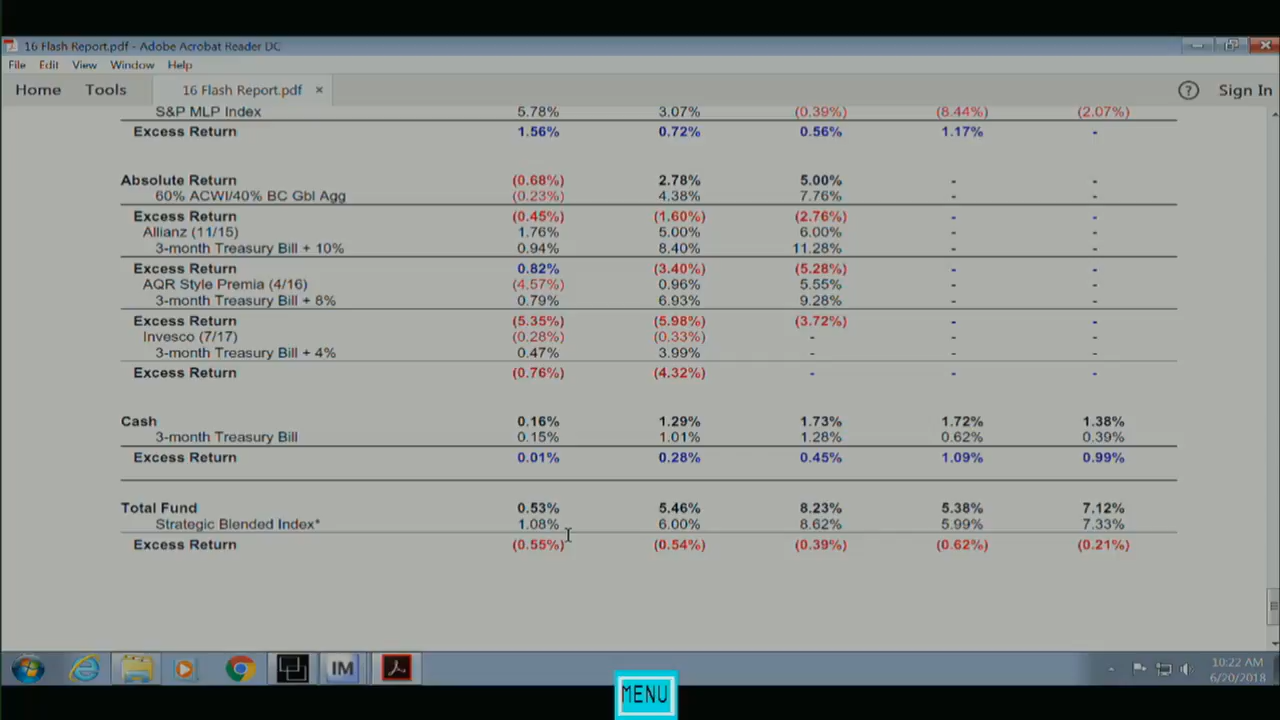 16 Flash Report.pdf - Adobe Acrobat Reader DC
File Edit View Window Help
Home Tools 16 Flash Report.pdf × ? Sign In
S&P MLP Index 5.78% 3.07% (0.39%) (8.44%) (2.07%)
Excess Return 1.56% 0.72% 0.56% 1.17% -
Absolute Return (0.68%) 2.78% 5.00% - -
60% ACWI/40% BC Gbl Agg (0.23%) 4.38% 7.76% - -
Excess Return (0.45%) (1.60%) (2.76%) - -
Allianz (11/15) 1.76% 5.00% 6.00% - -
3-month Treasury Bill + 10% 0.94% 8.40% 11.28% - -
Excess Return 0.82% (3.40%) (5.28%) - -
AQR Style Premia (4/16) (4.57%) 0.96% 5.55% - -
3-month Treasury Bill + 8% 0.79% 6.93% 9.28% - -
Excess Return (5.35%) (5.98%) (3.72%) - -
Invesco (7/17) (0.28%) (0.33%) - - -
3-month Treasury Bill + 4% 0.47% 3.99% - - -
Excess Return (0.76%) (4.32%) - - -
Cash 0.16% 1.29% 1.73% 1.72% 1.38%
3-month Treasury Bill 0.15% 1.01% 1.28% 0.62% 0.39%
Excess Return 0.01% 0.28% 0.45% 1.09% 0.99%
Total Fund 0.53% 5.46% 8.23% 5.38% 7.12%
Strategic Blended Index* 1.08% 6.00% 8.62% 5.99% 7.33%
Excess Return (0.55%) (0.54%) (0.39%) (0.62%) (0.21%)
IM
10:22 AM
6/20/2018
MENU